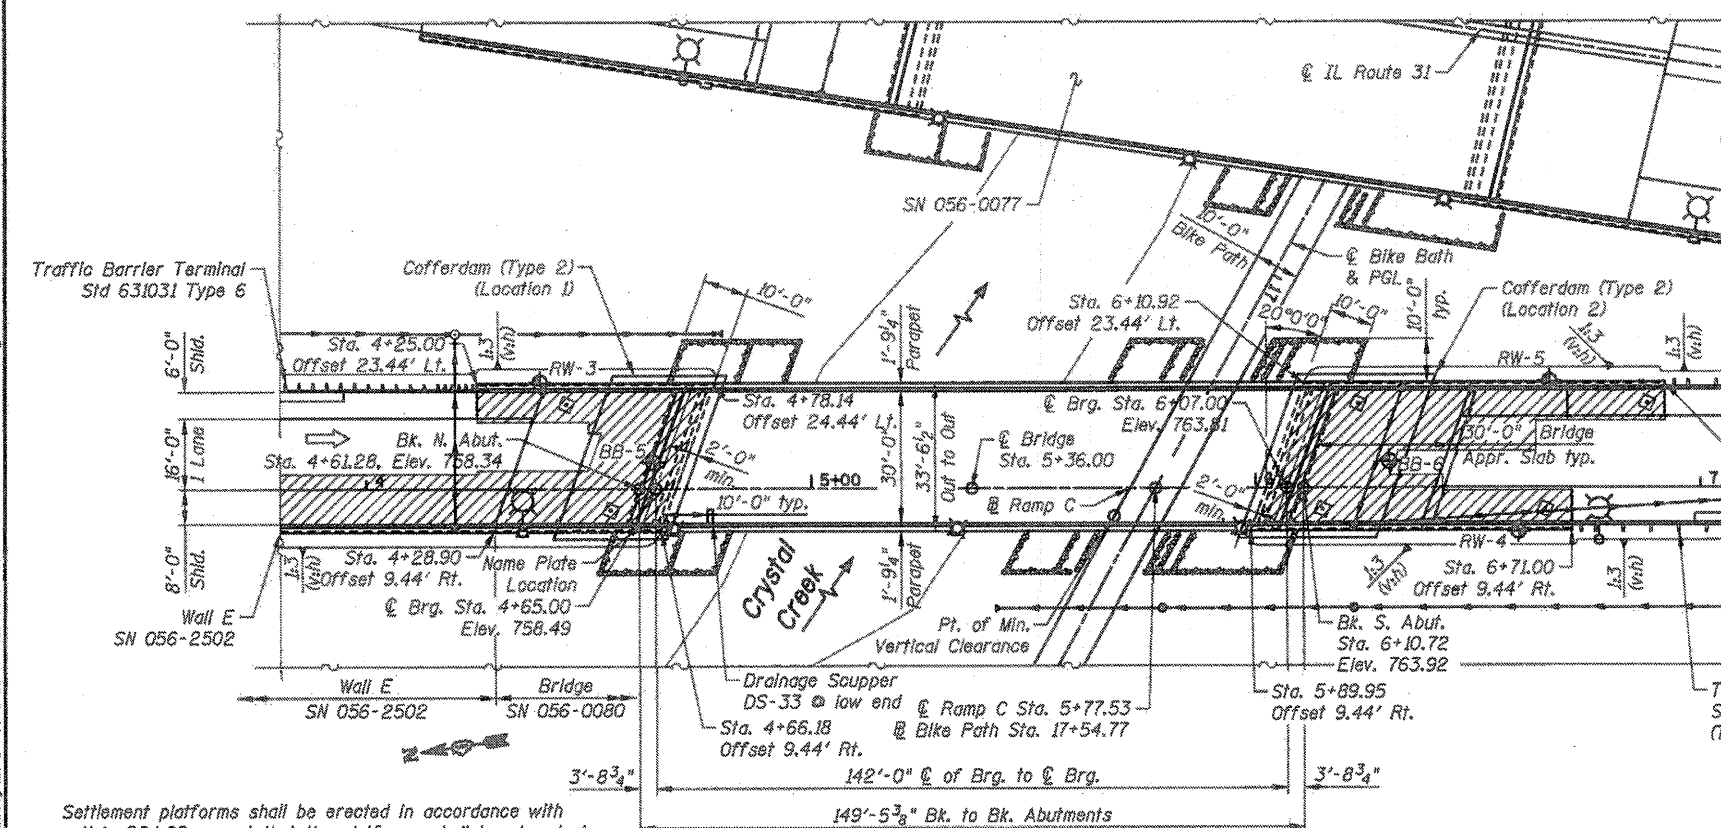 ℄ IL Route 31
SN 056-0077
10'-0"
Bike Path
℄ Bike Bath
& PGL
Traffic Barrier Terminal
Std 631031 Type 6
Cofferdam (Type 2)
(Location 1)
10'-0"
Sta. 6+10.92
Offset 23.44' Lt.
20°0'0"
10'-0"
10'-0"
typ.
Cofferdam (Type 2)
(Location 2)
6'-0"
Shld.
Sta. 4+25.00
Offset 23.44' Lt.
1:3
(v:h)
RW-3
1'-9¼"
Parapet
RW-5
1:3
(v:h)
1:3
(v:h)
Sta. 4+78.14
Offset 24.44' Lt.
℄ Brg. Sta. 6+07.00
Elev. 763.81
16'-0"
1 Lane
Bk. N. Abut.
Sta. 4+61.28, Elev. 758.34
BB-5
2'-0"
min.
30'-0"
33'-6½"
Out to Out
℄ Bridge
Sta. 5+36.00
30'-0" Bridge
Appr. Slab typ.
BB-6
5+00
10'-0" typ.
Ramp C
2'-0"
min.
7
8'-0"
Shld.
1:3
(v:h)
Sta. 4+28.90
Offset 9.44' Rt.
Name Plate
Location
℄ Brg. Sta. 4+65.00
Elev. 758.49
Crystal
Creek
1'-9¼"
Parapet
RW-4
1:3
(v:h)
Sta. 6+71.00
Offset 9.44' Rt.
1:3
(v:h)
Wall E
SN 056-2502
Pt. of Min.
Vertical Clearance
Bk. S. Abut.
Sta. 6+10.72
Elev. 763.92
Wall E
SN 056-2502
Bridge
SN 056-0080
Drainage Scupper
DS-33 @ low end
℄ Ramp C Sta. 5+77.53
Bike Path Sta. 17+54.77
Sta. 5+89.95
Offset 9.44' Rt.
Sta. 4+66.18
Offset 9.44' Rt.
N
3'-8¾"
142'-0" ℄ of Brg. to ℄ Brg.
3'-8¾"
149'-5⅜" Bk. to Bk. Abutments
Settlement platforms shall be erected in accordance with